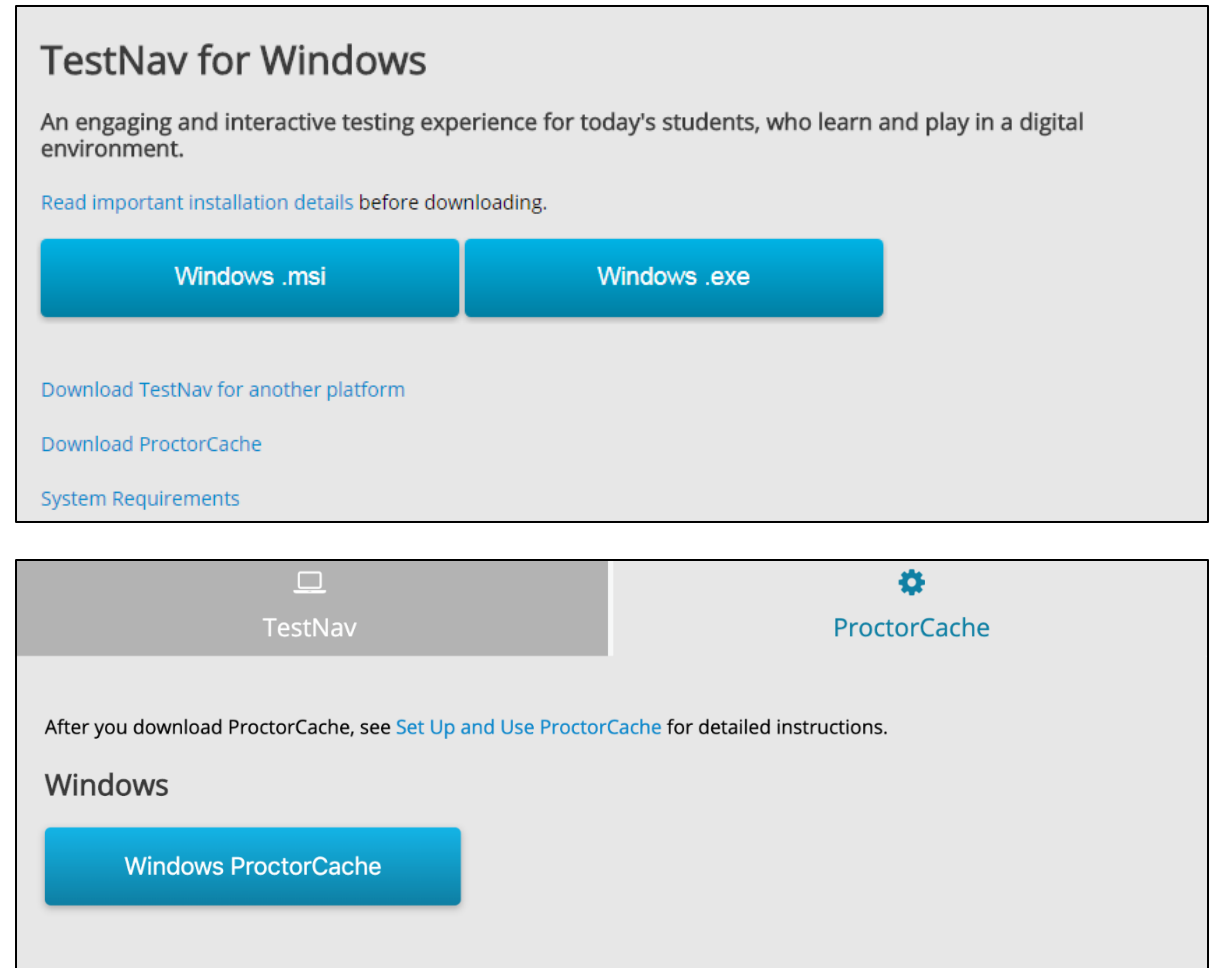 TestNav for Windows
An engaging and interactive testing experience for today's students, who learn and play in a digital
environment.
Read important installation details before downloading.
Windows .msi
Windows .exe
Download TestNav for another platform
Download ProctorCache
System Requirements
TestNav
ProctorCache
After you download ProctorCache, see Set Up and Use ProctorCache for detailed instructions.
Windows
Windows ProctorCache